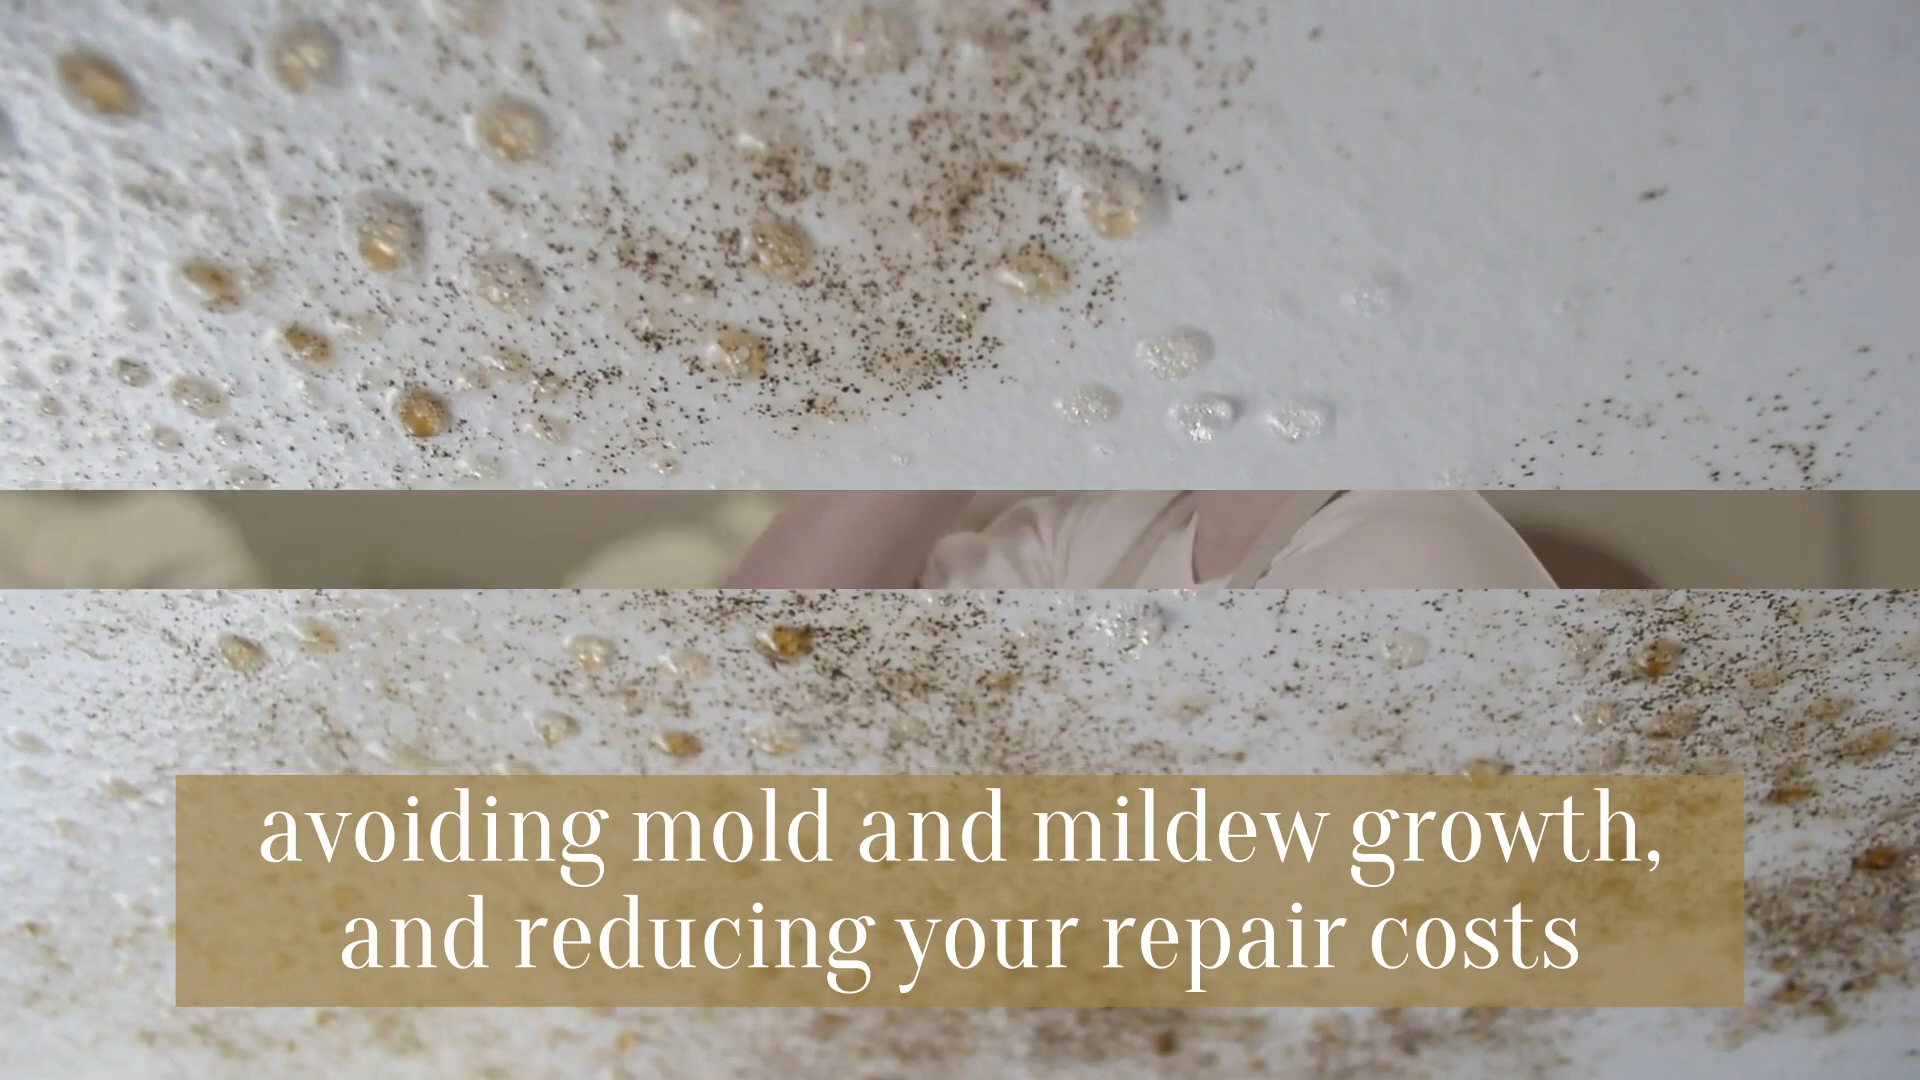 avoiding mold and mildew growth,
and reducing your repair costs